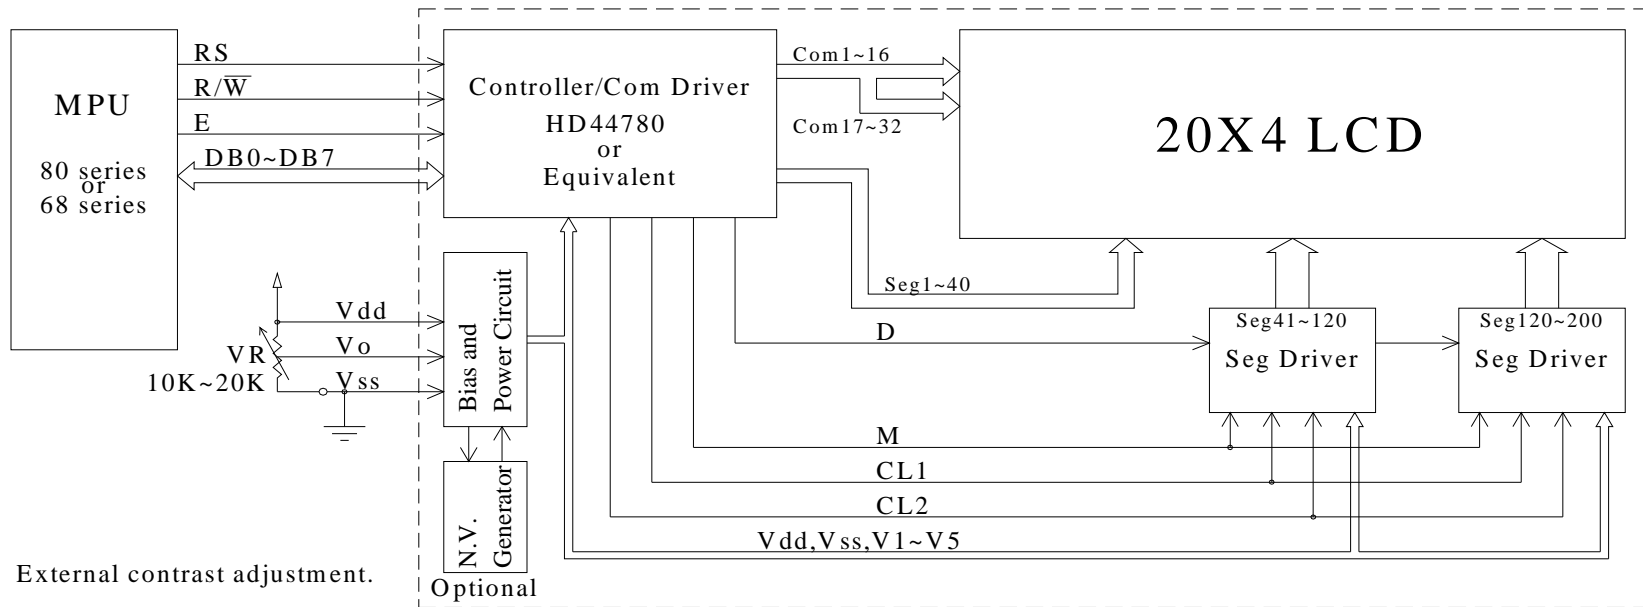 MPU
80 series
or
68 series
RS
R/W̅
E
DB0~DB7
Controller/Com Driver
HD44780
or
Equivalent
Com1~16
Com17~32
20X4 LCD
Seg1~40
Vdd
Vo
Vss
VR
10K~20K
Bias and
Power Circuit
D
Seg41~120
Seg Driver
Seg120~200
Seg Driver
M
CL1
CL2
Vdd,Vss,V1~V5
N.V.
Generator
Optional
External contrast adjustment.